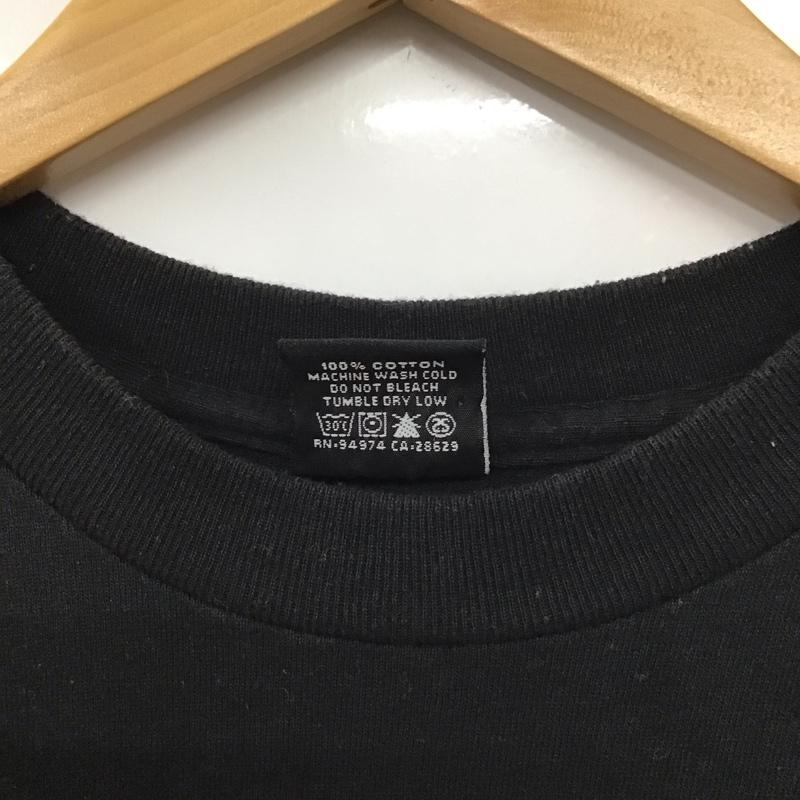 100% COTTON
MACHINE WASH COLD
DO NOT BLEACH
TUMBLE DRY LOW
30°C
RN:94974 CA:28629